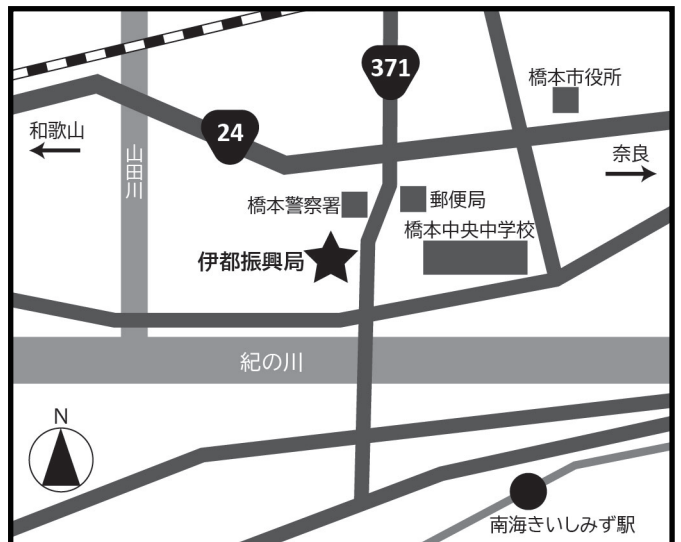 371
橋本市役所
24
和歌山
奈良
山田川
橋本警察署
郵便局
橋本中央中学校
伊都振興局
紀の川
N
南海きいしみず駅